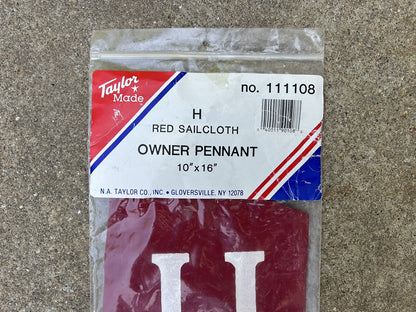 Taylor
Made
no. 111108
H
RED SAILCLOTH
OWNER PENNANT
10"x16"
N.A. TAYLOR CO., INC. • GLOVERSVILLE, NY 12078
H